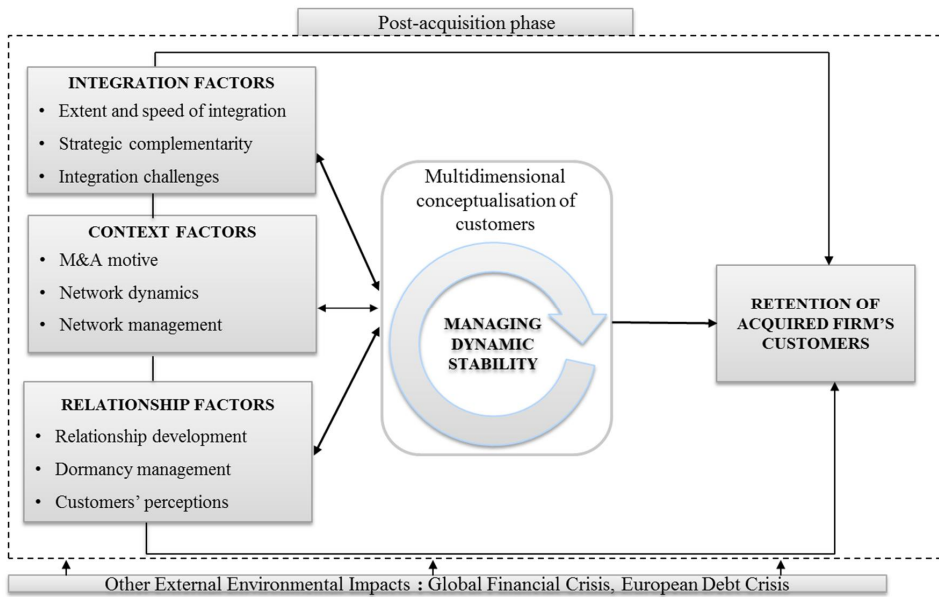 Post-acquisition phase
INTEGRATION FACTORS
• Extent and speed of integration
• Strategic complementarity
• Integration challenges
CONTEXT FACTORS
• M&A motive
• Network dynamics
• Network management
RELATIONSHIP FACTORS
• Relationship development
• Dormancy management
• Customers’ perceptions
Multidimensional
conceptualisation of
customers
MANAGING
DYNAMIC
STABILITY
RETENTION OF
ACQUIRED FIRM’S
CUSTOMERS
Other External Environmental Impacts : Global Financial Crisis, European Debt Crisis